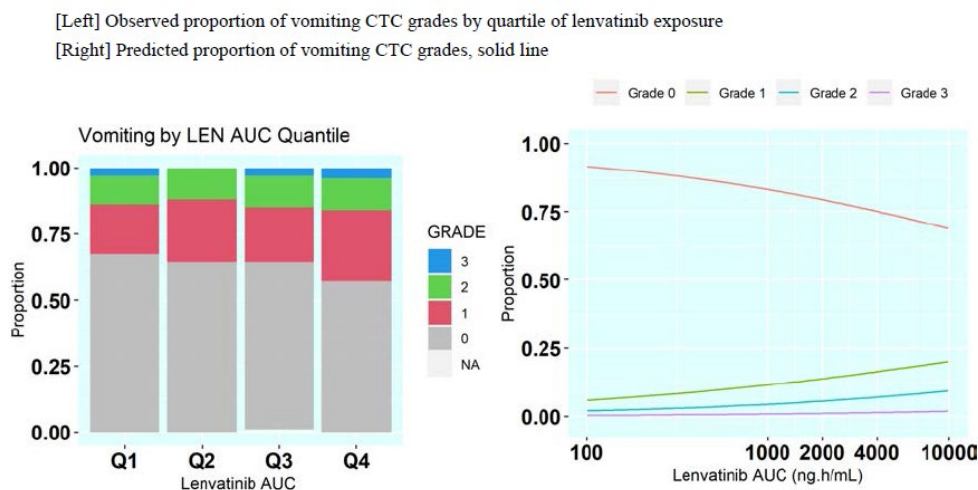 [Left] Observed proportion of vomiting CTC grades by quartile of lenvatinib exposure
[Right] Predicted proportion of vomiting CTC grades, solid line
Vomiting by LEN AUC Quantile
1.00
0.75
0.50
0.25
0.00
Proportion
Q1 Q2 Q3 Q4
Lenvatinib AUC
GRADE
3
2
1
0
NA
Grade 0 Grade 1 Grade 2 Grade 3
1.00
0.75
0.50
0.25
0.00
Proportion
100 1000 2000 4000 10000
Lenvatinib AUC (ng.h/mL)